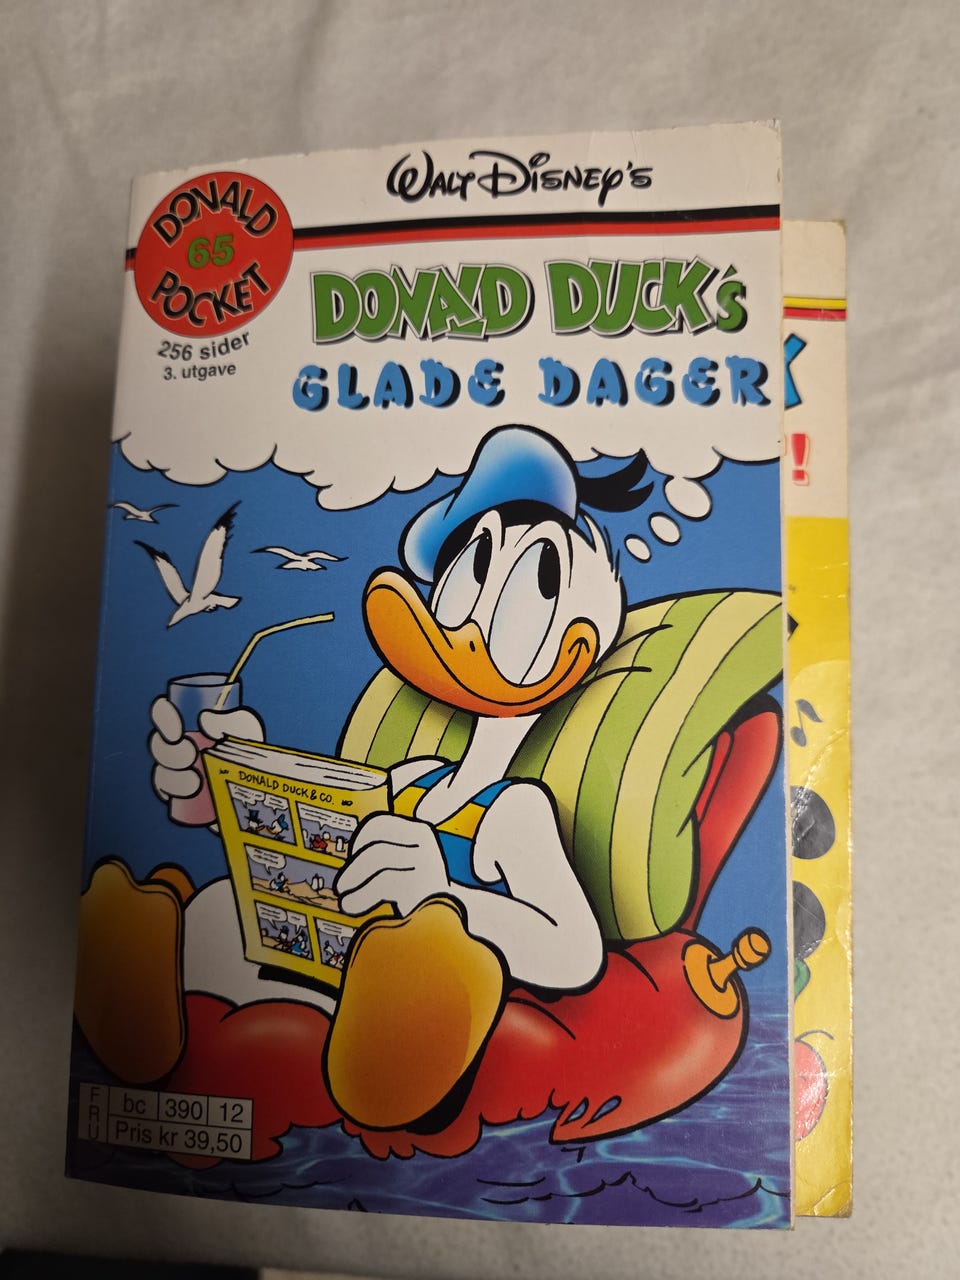 WALT DISNEY'S
DONALD
65
POCKET
256 sider
3. utgave
DONALD DUCK's
GLADE DAGER
!
DONALD DUCK & CO.
FRU
bc 390 12
Pris kr 39,50